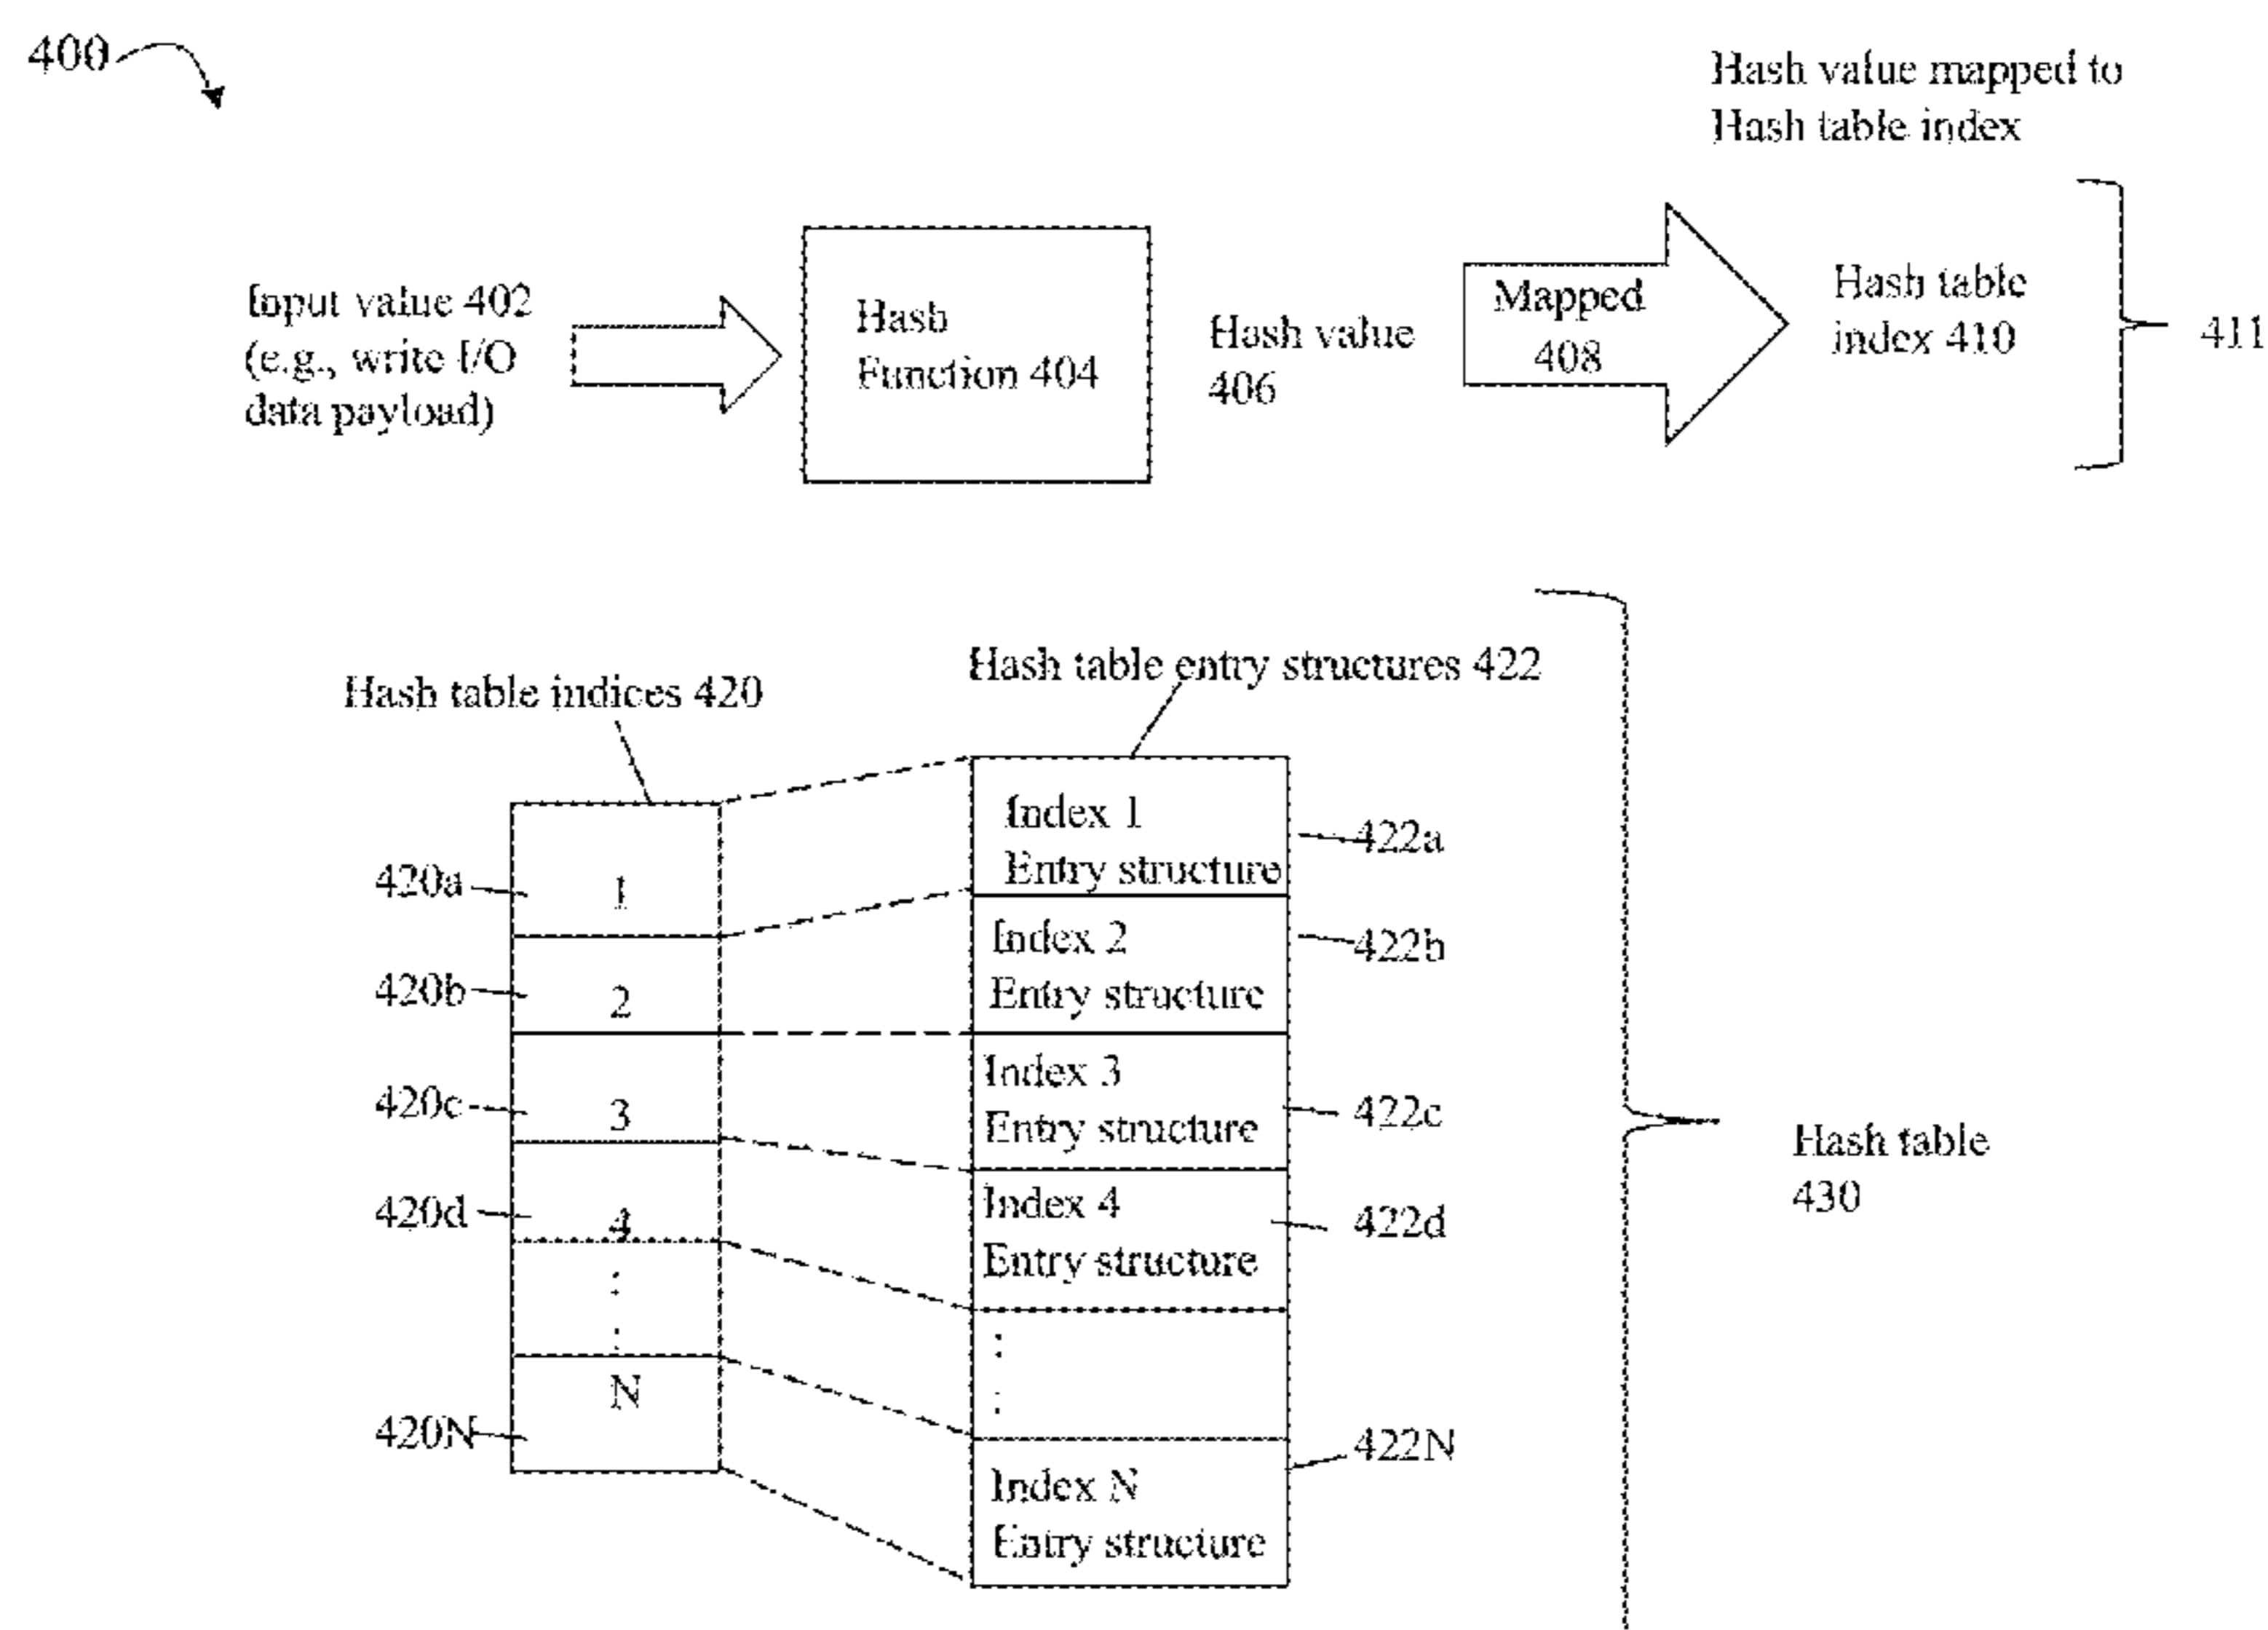 400
Hash value mapped to
Hash table index
Input value 402
(e.g., write I/O
data payload)
Hash
Function 404
Hash value
406
Mapped
408
Hash table
index 410
411
Hash table indices 420
Hash table entry structures 422
420a
1
420b
2
420c
3
420d
4
:
:
420N
N
Index 1
Entry structure
422a
Index 2
Entry structure
422b
Index 3
Entry structure
422c
Index 4
Entry structure
422d
:
:
Index N
Entry structure
422N
Hash table
430